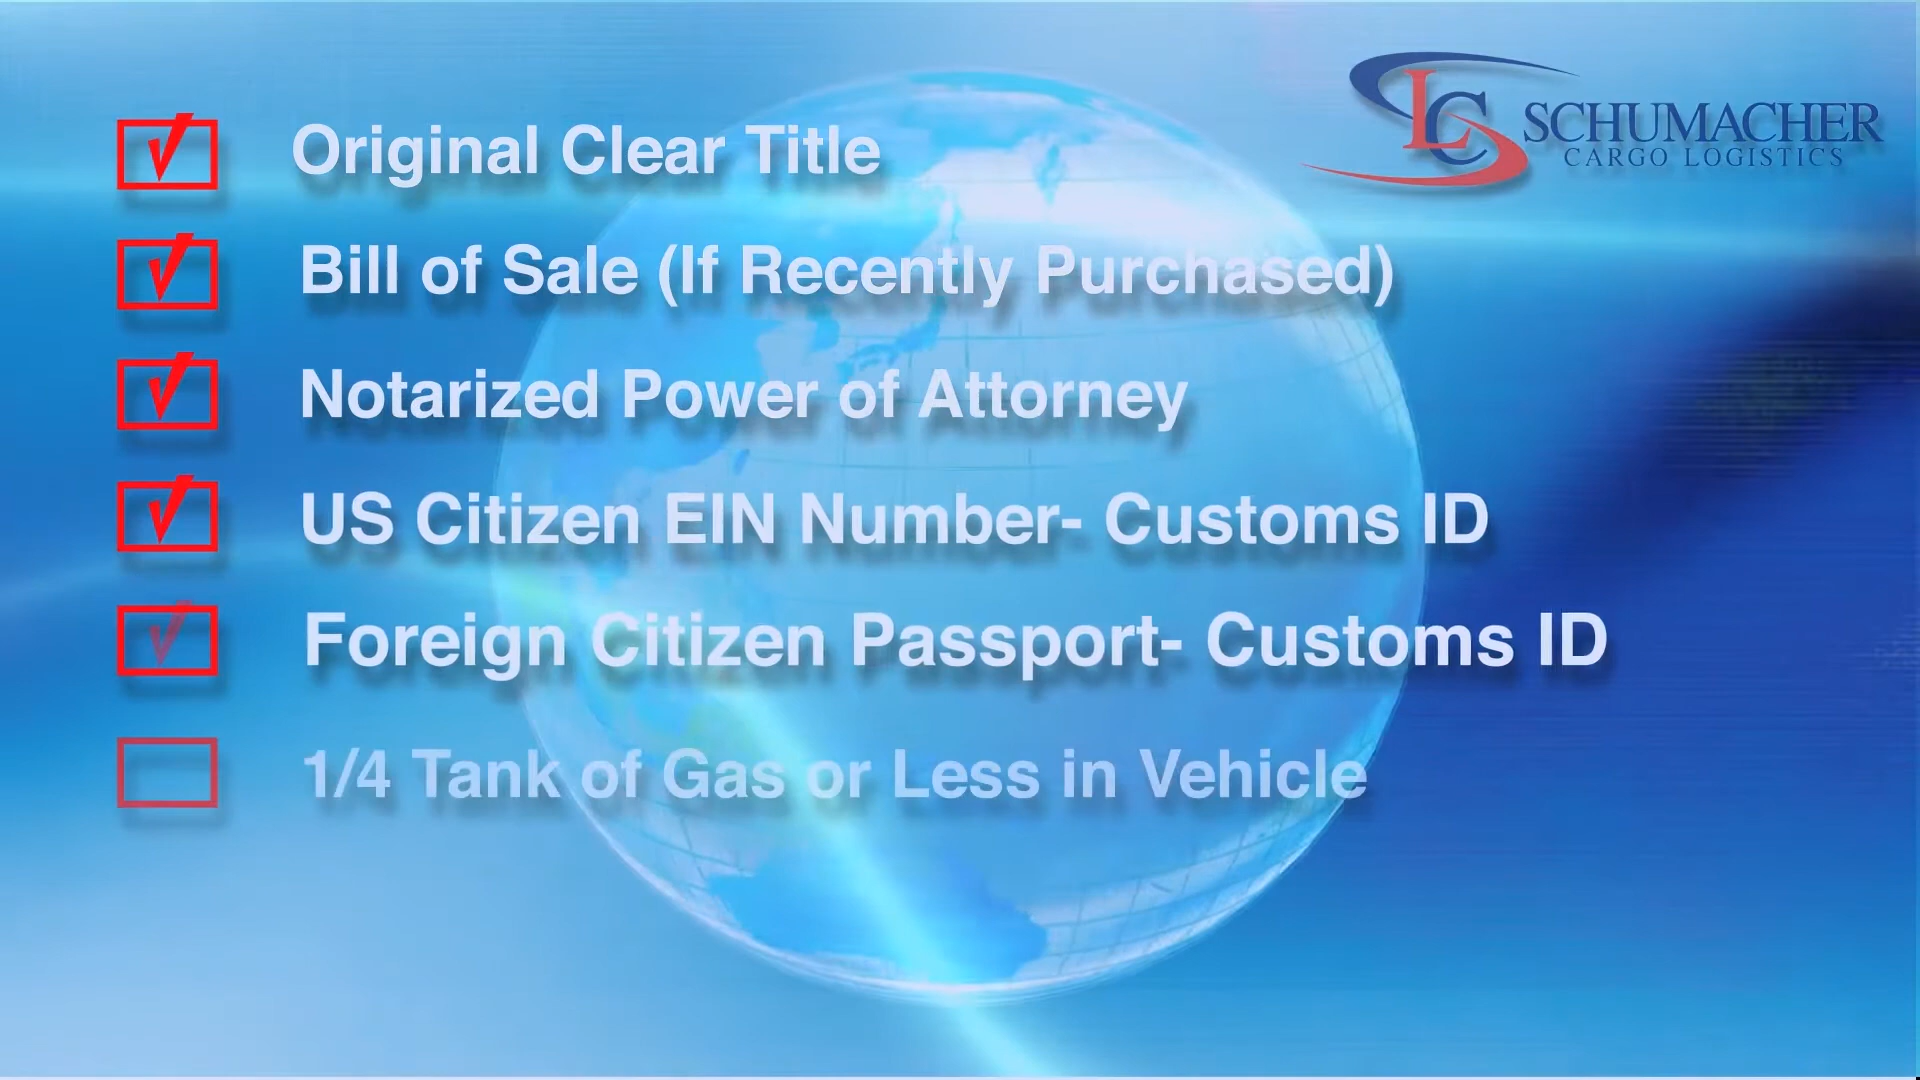 SCHUMACHER
CARGO LOGISTICS
Original Clear Title
Bill of Sale (If Recently Purchased)
Notarized Power of Attorney
US Citizen EIN Number- Customs ID
Foreign Citizen Passport- Customs ID
1/4 Tank of Gas or Less in Vehicle